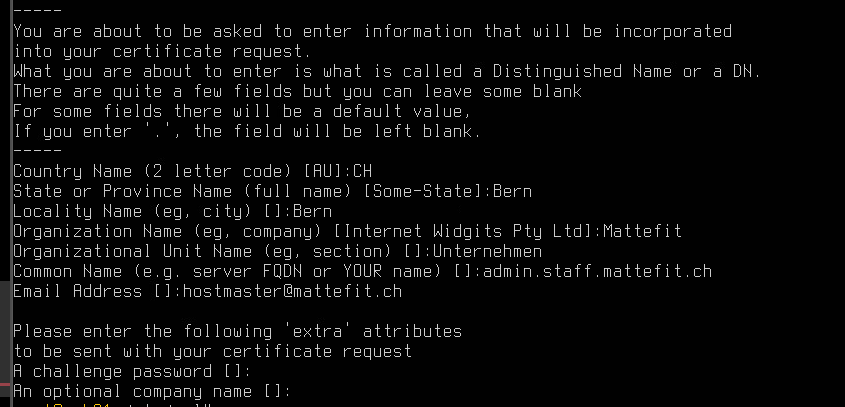 -----
You are about to be asked to enter information that will be incorporated
into your certificate request.
What you are about to enter is what is called a Distinguished Name or a DN.
There are quite a few fields but you can leave some blank
For some fields there will be a default value,
If you enter '.', the field will be left blank.
-----
Country Name (2 letter code) [AU]:CH
State or Province Name (full name) [Some-State]:Bern
Locality Name (eg, city) []:Bern
Organization Name (eg, company) [Internet Widgits Pty Ltd]:Mattefit
Organizational Unit Name (eg, section) []:Unternehmen
Common Name (e.g. server FQDN or YOUR name) []:admin.staff.mattefit.ch
Email Address []:hostmaster@mattefit.ch
Please enter the following 'extra' attributes
to be sent with your certificate request
A challenge password []:
An optional company name []: